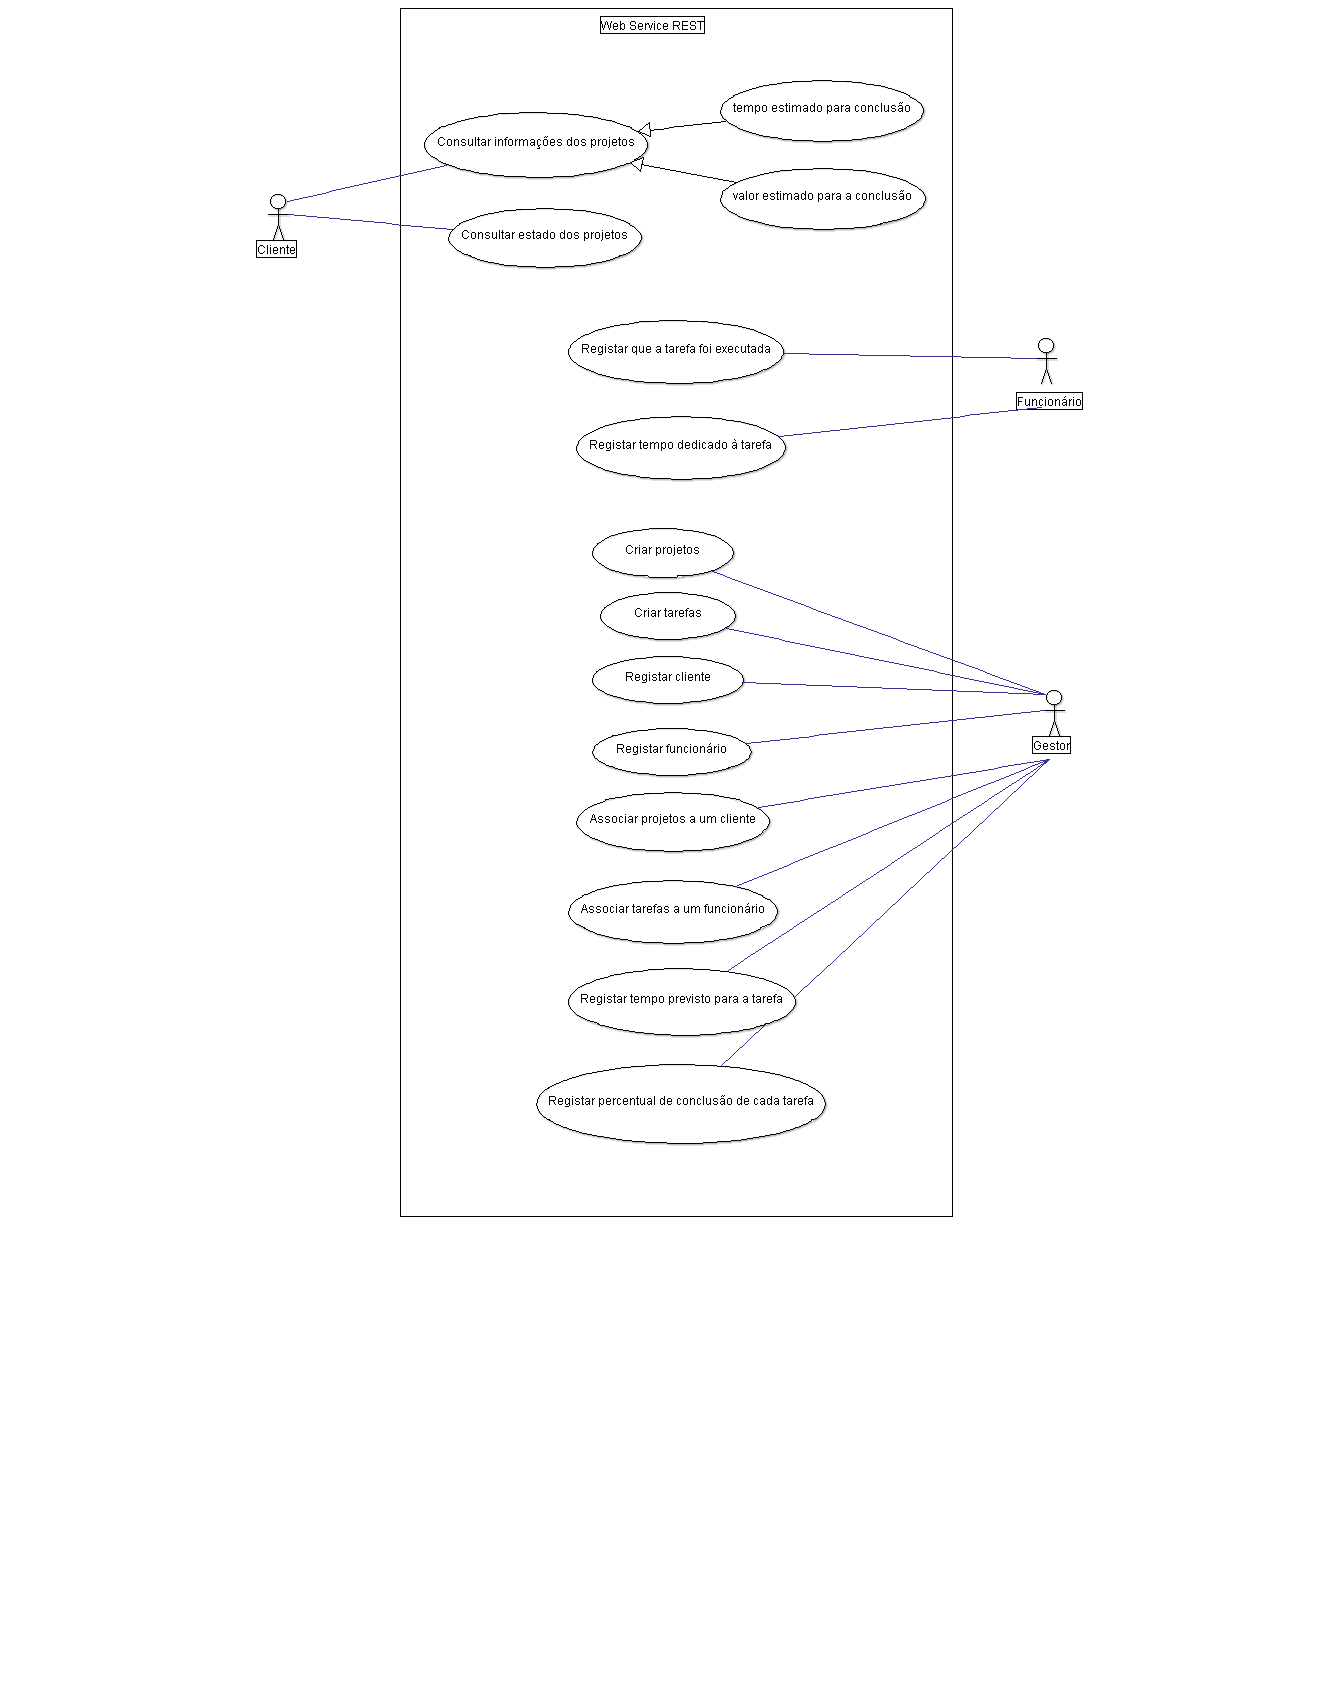 Web Service REST
tempo estimado para conclusão
Consultar informações dos projetos
valor estimado para a conclusão
Consultar estado dos projetos
Cliente
Registar que a tarefa foi executada
Funcionário
Registar tempo dedicado à tarefa
Criar projetos
Criar tarefas
Registar cliente
Registar funcionário
Gestor
Associar projetos a um cliente
Associar tarefas a um funcionário
Registar tempo previsto para a tarefa
Registar percentual de conclusão de cada tarefa